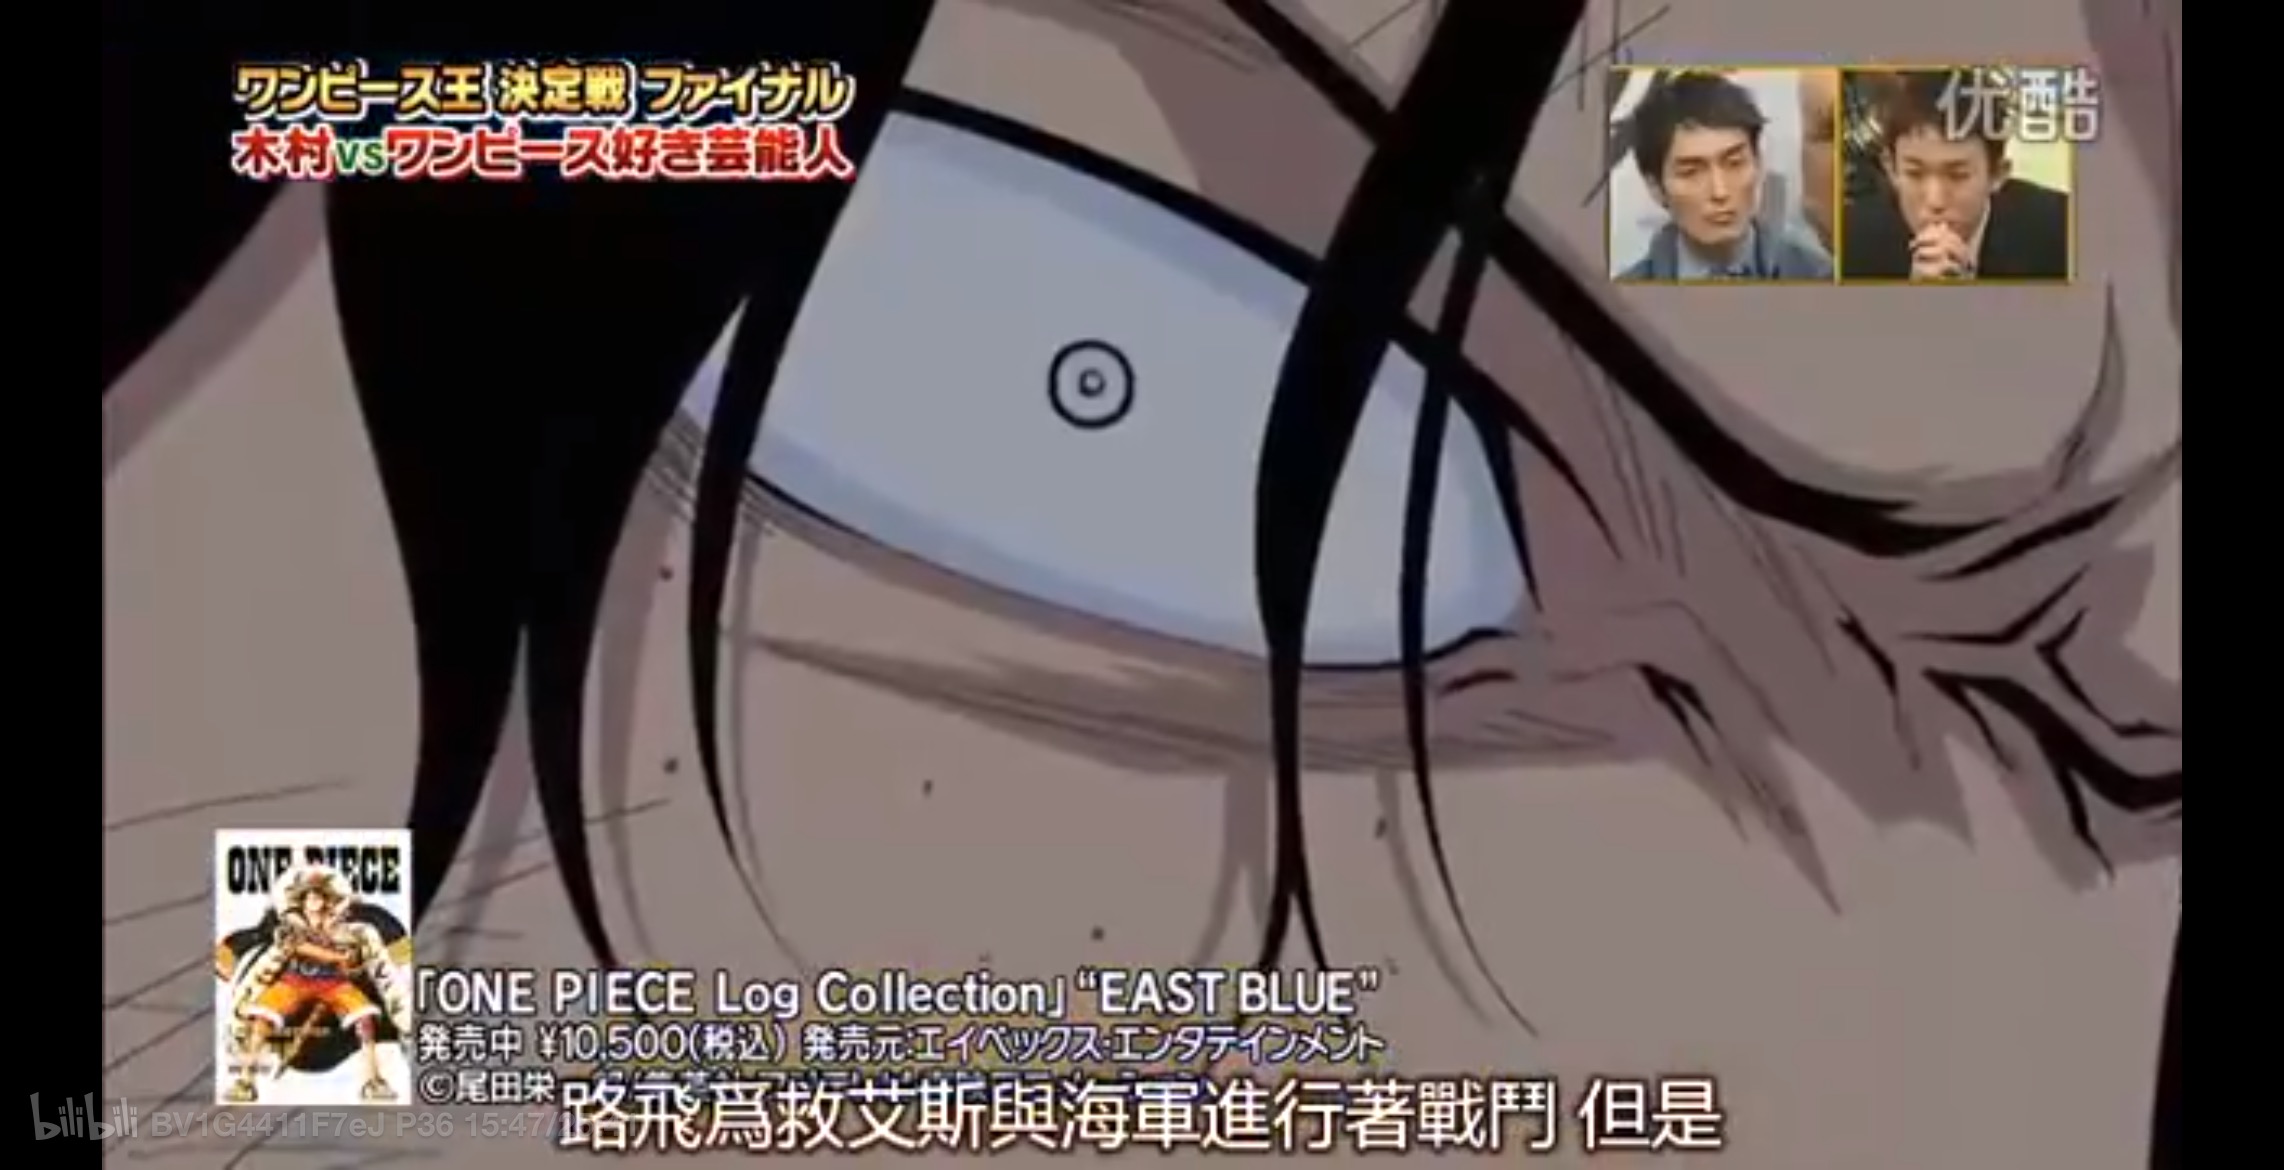 ワンピース王 決定戦 ファイナル
木村vsワンピース好き芸能人
优酷
ONE PIECE
「ONE PIECE Log Collection」“EAST BLUE”
発売中 ¥10,500(税込) 発売元:エイベックス・エンタテインメント
©尾田栄一
路飛爲救艾斯與海軍進行著戰鬥 但是
bilibili BV1G4411F7eJ P36 15:47/2